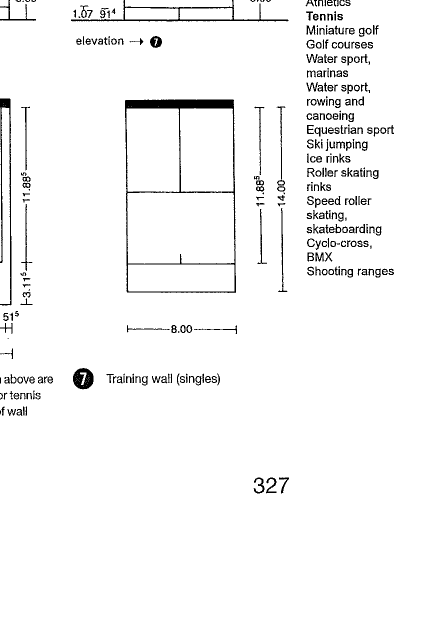 1.07 91⁴
elevation → 7
11.88⁵
3.11⁵
51⁵
11.88⁵
14.00
8.00
above are
or tennis
of wall
7 Training wall (singles)
Athletics
Tennis
Miniature golf
Golf courses
Water sport,
marinas
Water sport,
rowing and
canoeing
Equestrian sport
Ski jumping
Ice rinks
Roller skating
rinks
Speed roller
skating,
skateboarding
Cyclo-cross,
BMX
Shooting ranges
327